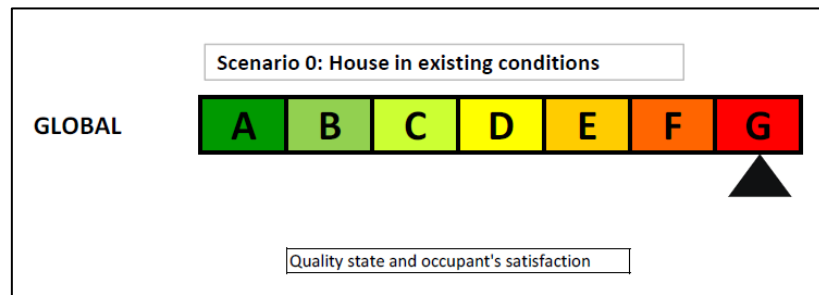 Scenario 0: House in existing conditions
GLOBAL A B C D E F G
Quality state and occupant's satisfaction